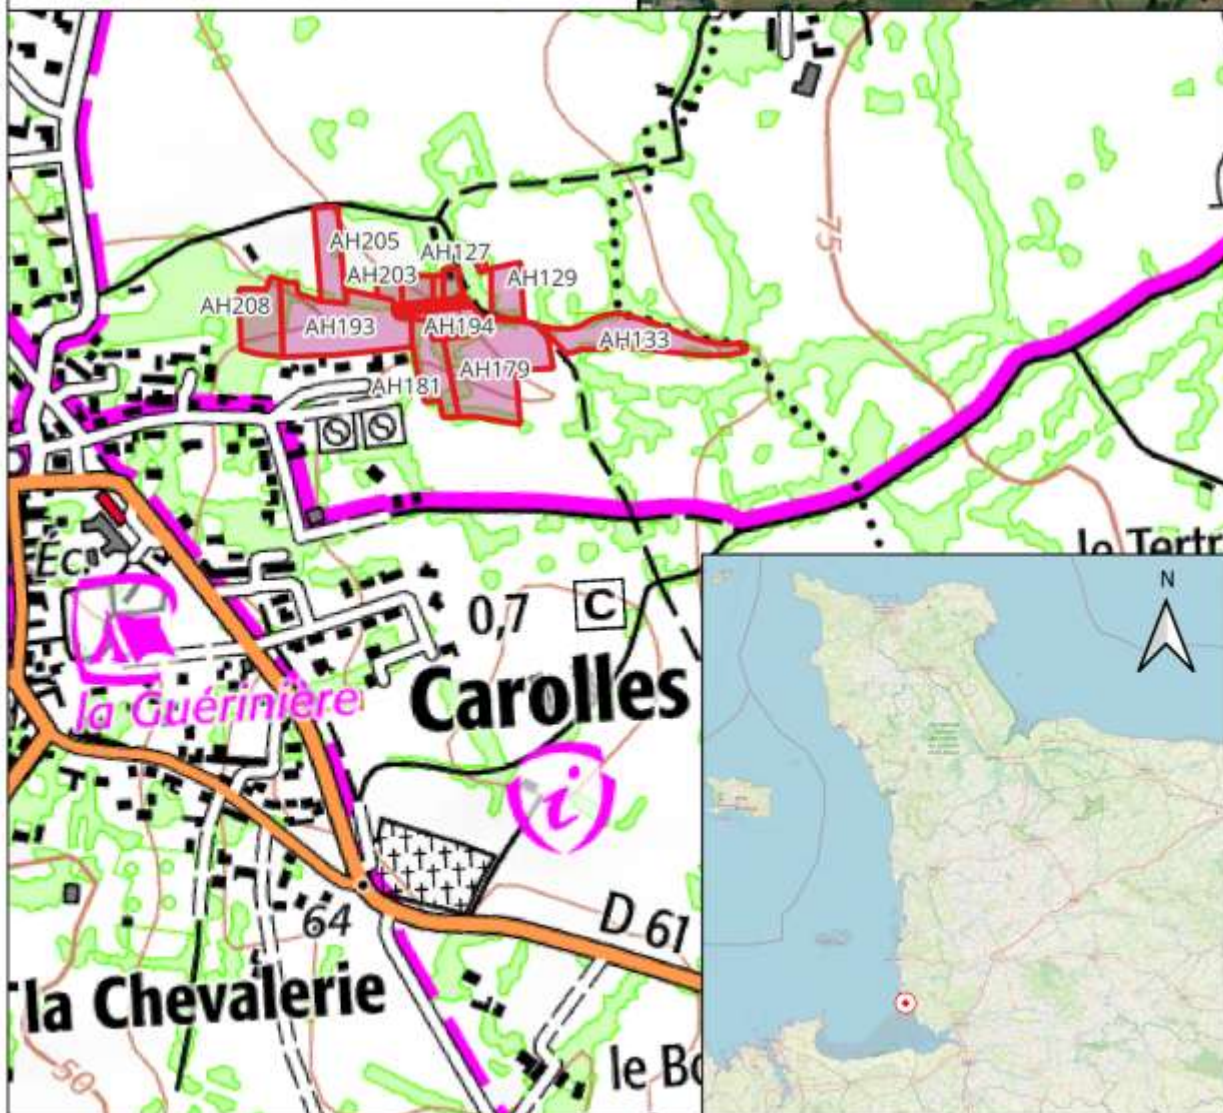 AH205
AH127
AH203
AH129
AH208
AH193
AH194
AH133
AH179
AH181
75
Éc.
0,7
C
le Tertr
N
Carolles
la Guérinière
i
64
D 61
la Chevalerie
50
le Bo